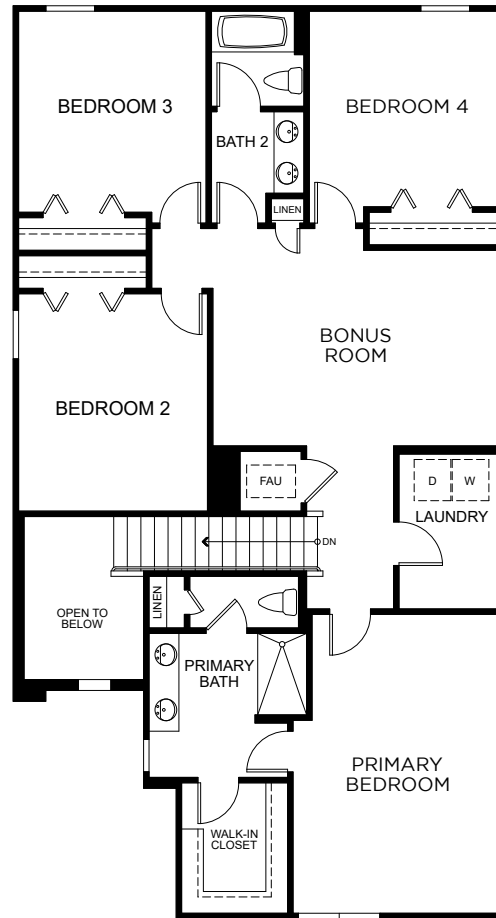 BEDROOM 3
BATH 2
BEDROOM 4
LINEN
BONUS
ROOM
BEDROOM 2
FAU
D W
LAUNDRY
DN
OPEN TO
BELOW
LINEN
PRIMARY
BATH
PRIMARY
BEDROOM
WALK-IN
CLOSET